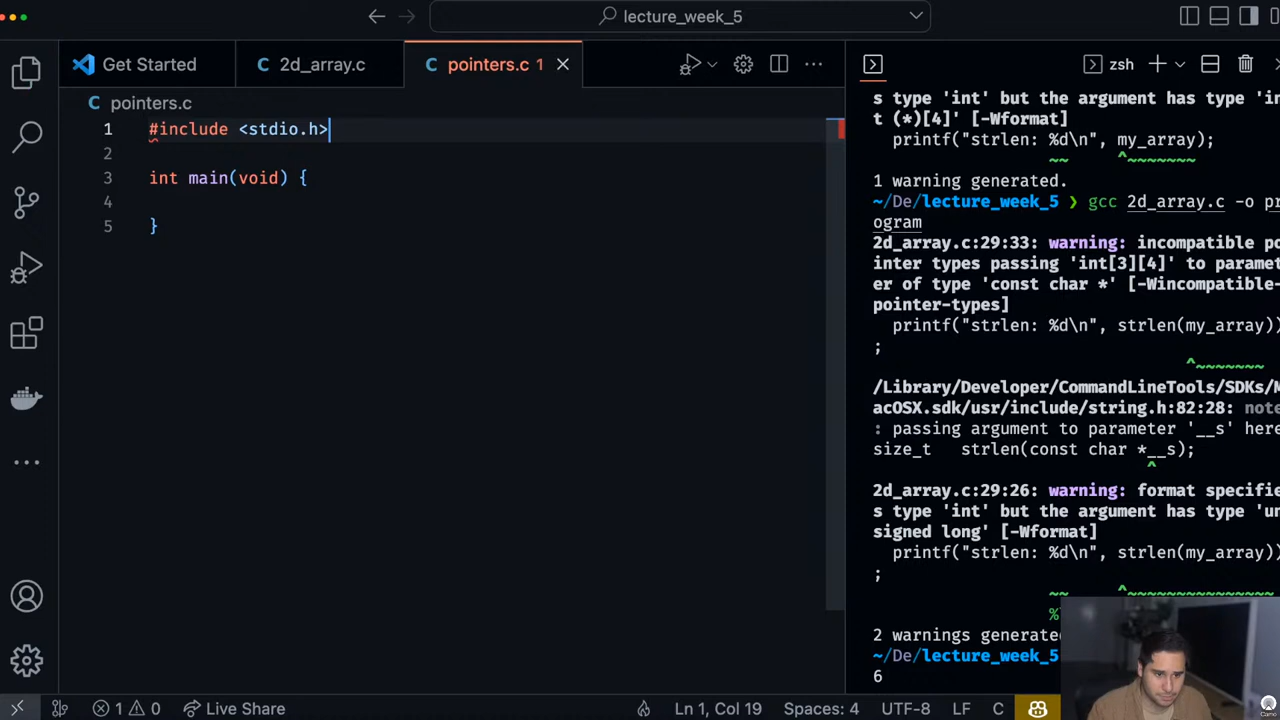 lecture_week_5
Get Started
2d_array.c
pointers.c 1
zsh
pointers.c
1 #include <stdio.h>
2
3 int main(void) {
4
5 }
s type 'int' but the argument has type 'in
t (*)[4]' [-Wformat]
printf("strlen: %d\n", my_array);
~~ ^~~~~~~~
1 warning generated.
~/De/lecture_week_5 ❯ gcc 2d_array.c -o pr
ogram
2d_array.c:29:33: warning: incompatible po
inter types passing 'int[3][4]' to paramet
er of type 'const char *' [-Wincompatible-
pointer-types]
printf("strlen: %d\n", strlen(my_array))
;
^~~~~~~~
/Library/Developer/CommandLineTools/SDKs/M
acOSX.sdk/usr/include/string.h:82:28: note
: passing argument to parameter '__s' here
size_t strlen(const char *__s);
^
2d_array.c:29:26: warning: format specifie
s type 'int' but the argument has type 'un
signed long' [-Wformat]
printf("strlen: %d\n", strlen(my_array))
;
~~ ^~~~~~~~~~~~~~~~
2 warnings generated
~/De/lecture_week_5
6
1 0
Live Share
Ln 1, Col 19
Spaces: 4
UTF-8
LF
C
Camo